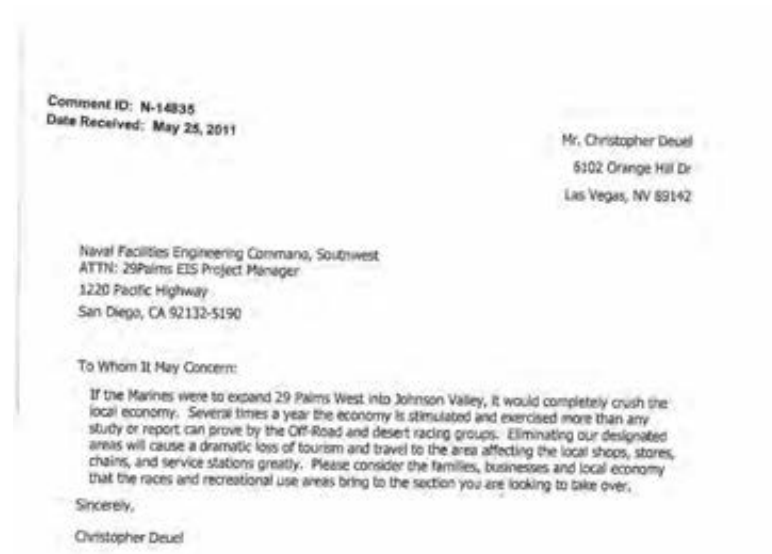 Comment ID: N-14835
Date Received: May 25, 2011
Mr. Christopher Deuel
6102 Orange Hill Dr
Las Vegas, NV 89142
Naval Facilities Engineering Command, Southwest
ATTN: 29Palms EIS Project Manager
1220 Pacific Highway
San Diego, CA 92132-5190
To Whom It May Concern:
If the Marines were to expand 29 Palms West into Johnson Valley, it would completely crush the
local economy. Several times a year the economy is stimulated and exercised more than any
study or report can prove by the Off-Road and desert racing groups. Eliminating our designated
areas will cause a dramatic loss of tourism and travel to the area affecting the local shops, stores,
chains, and service stations greatly. Please consider the families, businesses and local economy
that the races and recreational use areas bring to the section you are looking to take over.
Sincerely,
Christopher Deuel